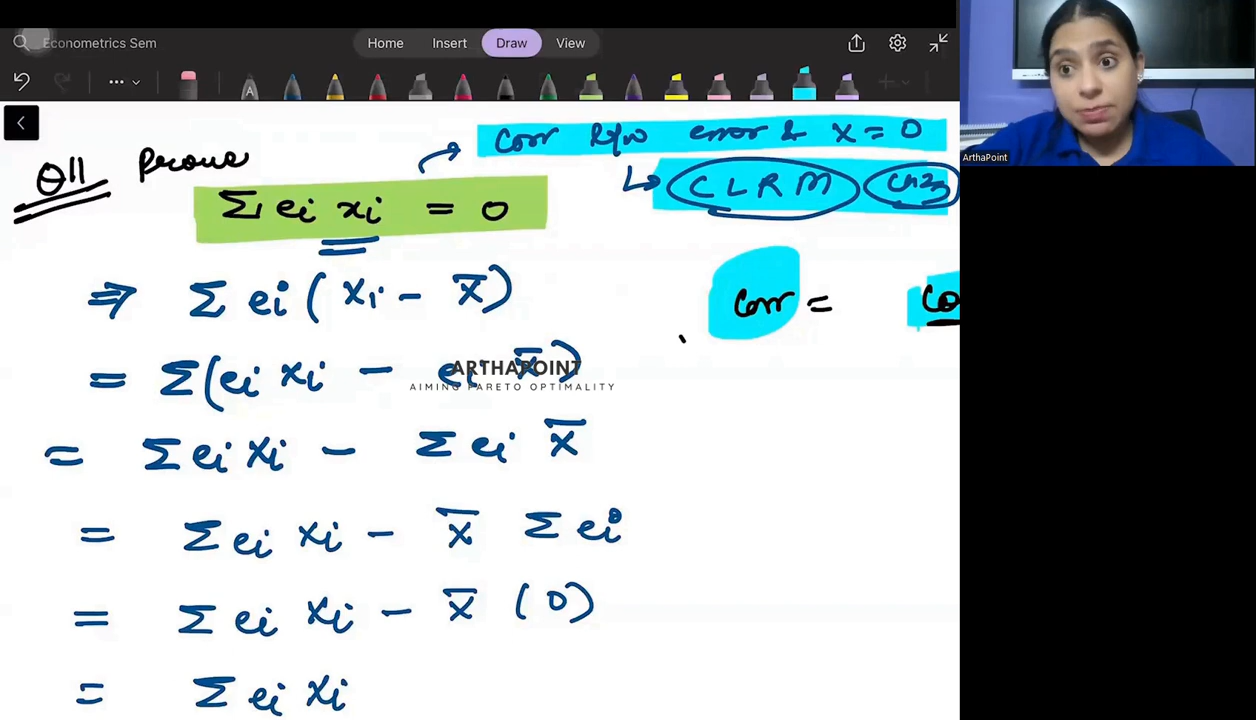 Econometrics Sem
Home Insert Draw View
Q11 Prove
Corr b/w error & x = 0
CLRM
Σ ei xi = 0
⇒ Σ ei (Xi − X̅)
Corr =
= Σ(ei Xi − ei X̅)
ARTHAPOINT
AIMING PARETO OPTIMALITY
= Σ ei Xi − Σ ei X̅
= Σ ei Xi − X̅ Σ ei
= Σ ei Xi − X̅ (0)
= Σ ei Xi
ArthaPoint